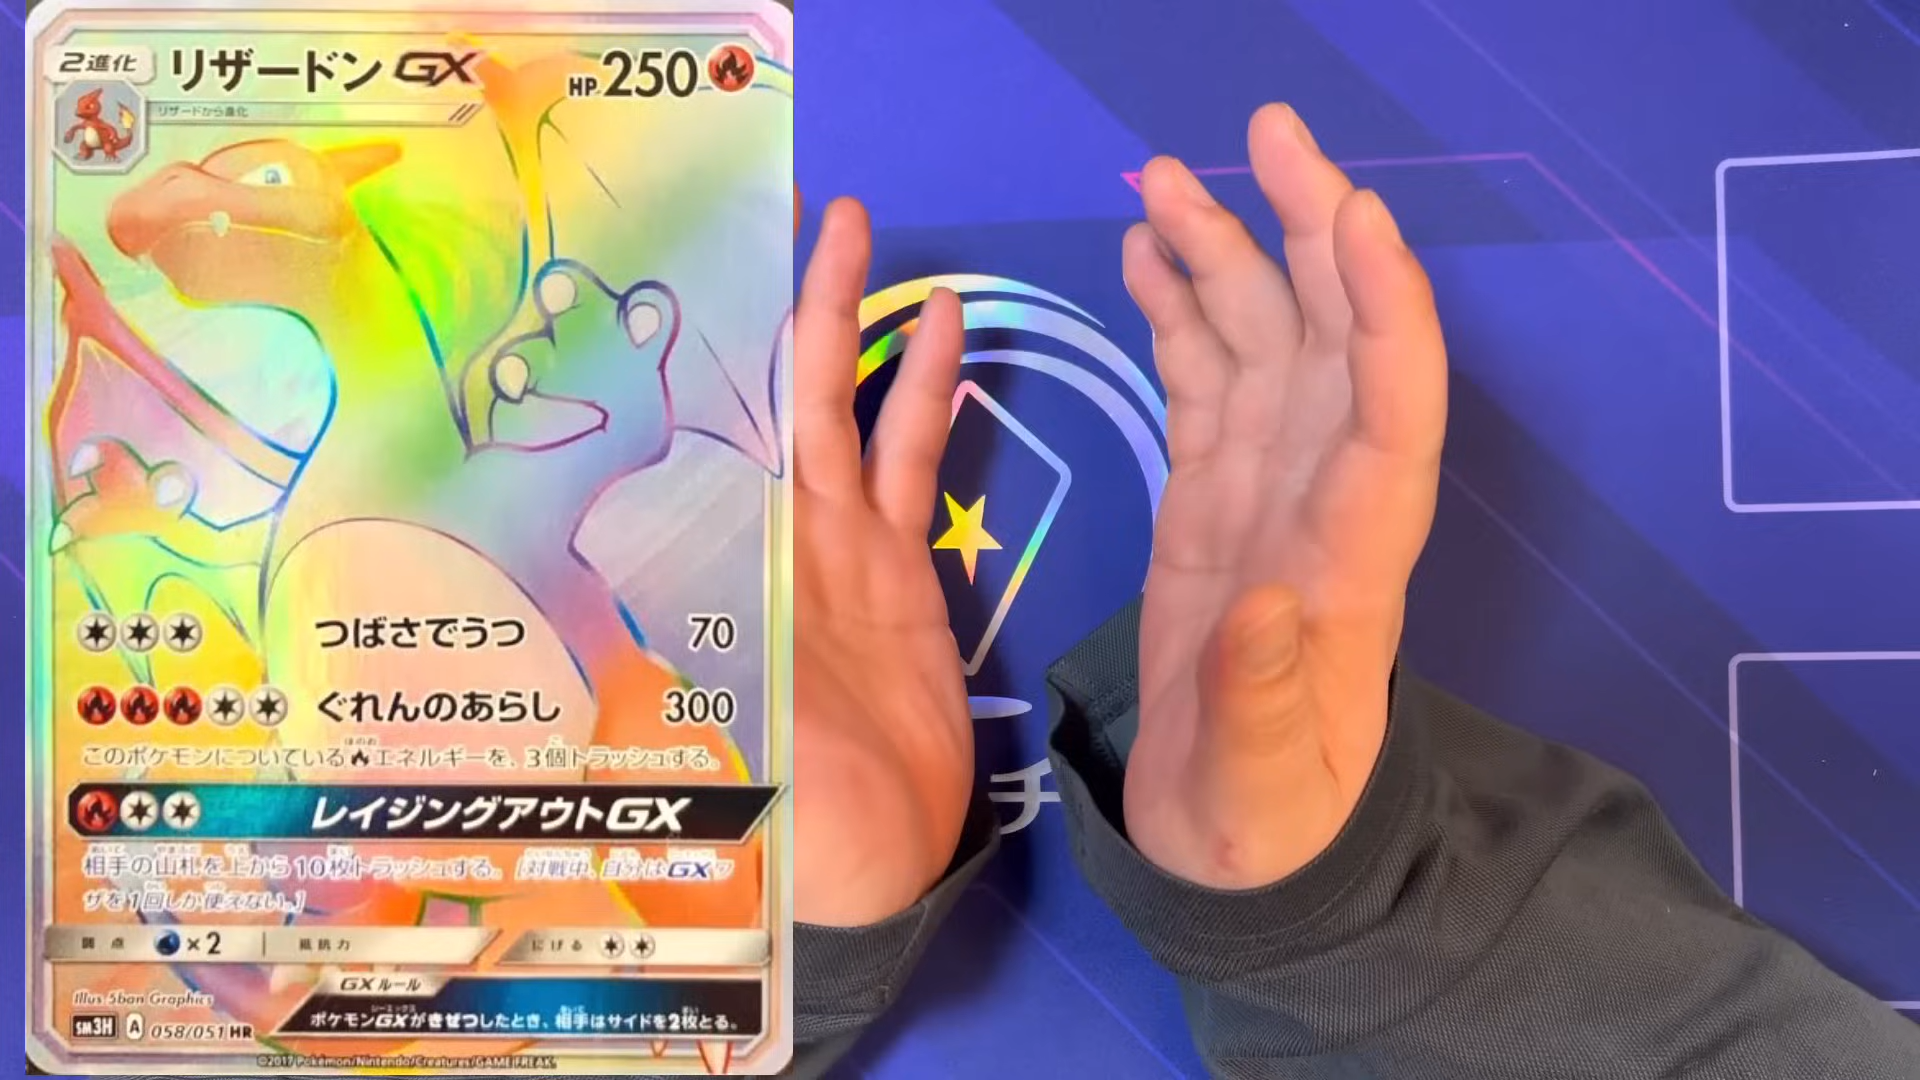 2進化
リザードンGX
HP 250
リザードから進化
つばさでうつ 70
ぐれんのあらし 300
このポケモンについている エネルギーを、3個トラッシュする。
レイジングアウトGX
相手の山札を上から10枚トラッシュする。[対戦中、自分はGXワ
ザを1回しか使えない。]
弱点 ×2 抵抗力 にげる
GXルール
ポケモンGXがきぜつしたとき、相手はサイドを2枚とる。
Illus. 5ban Graphics
SM3H A 058/051 HR
©2017 Pokémon/Nintendo/Creatures/GAME FREAK.
チ